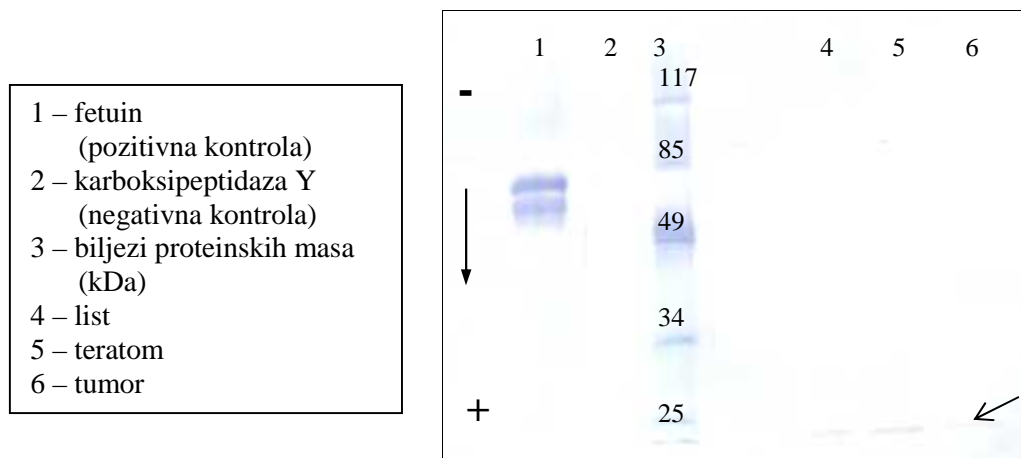 1 – fetuin
(pozitivna kontrola)
2 – karboksipeptidaza Y
(negativna kontrola)
3 – biljezi proteinskih masa
(kDa)
4 – list
5 – teratom
6 – tumor
1 2 3 4 5 6
117
-
85
49
34
+ 25